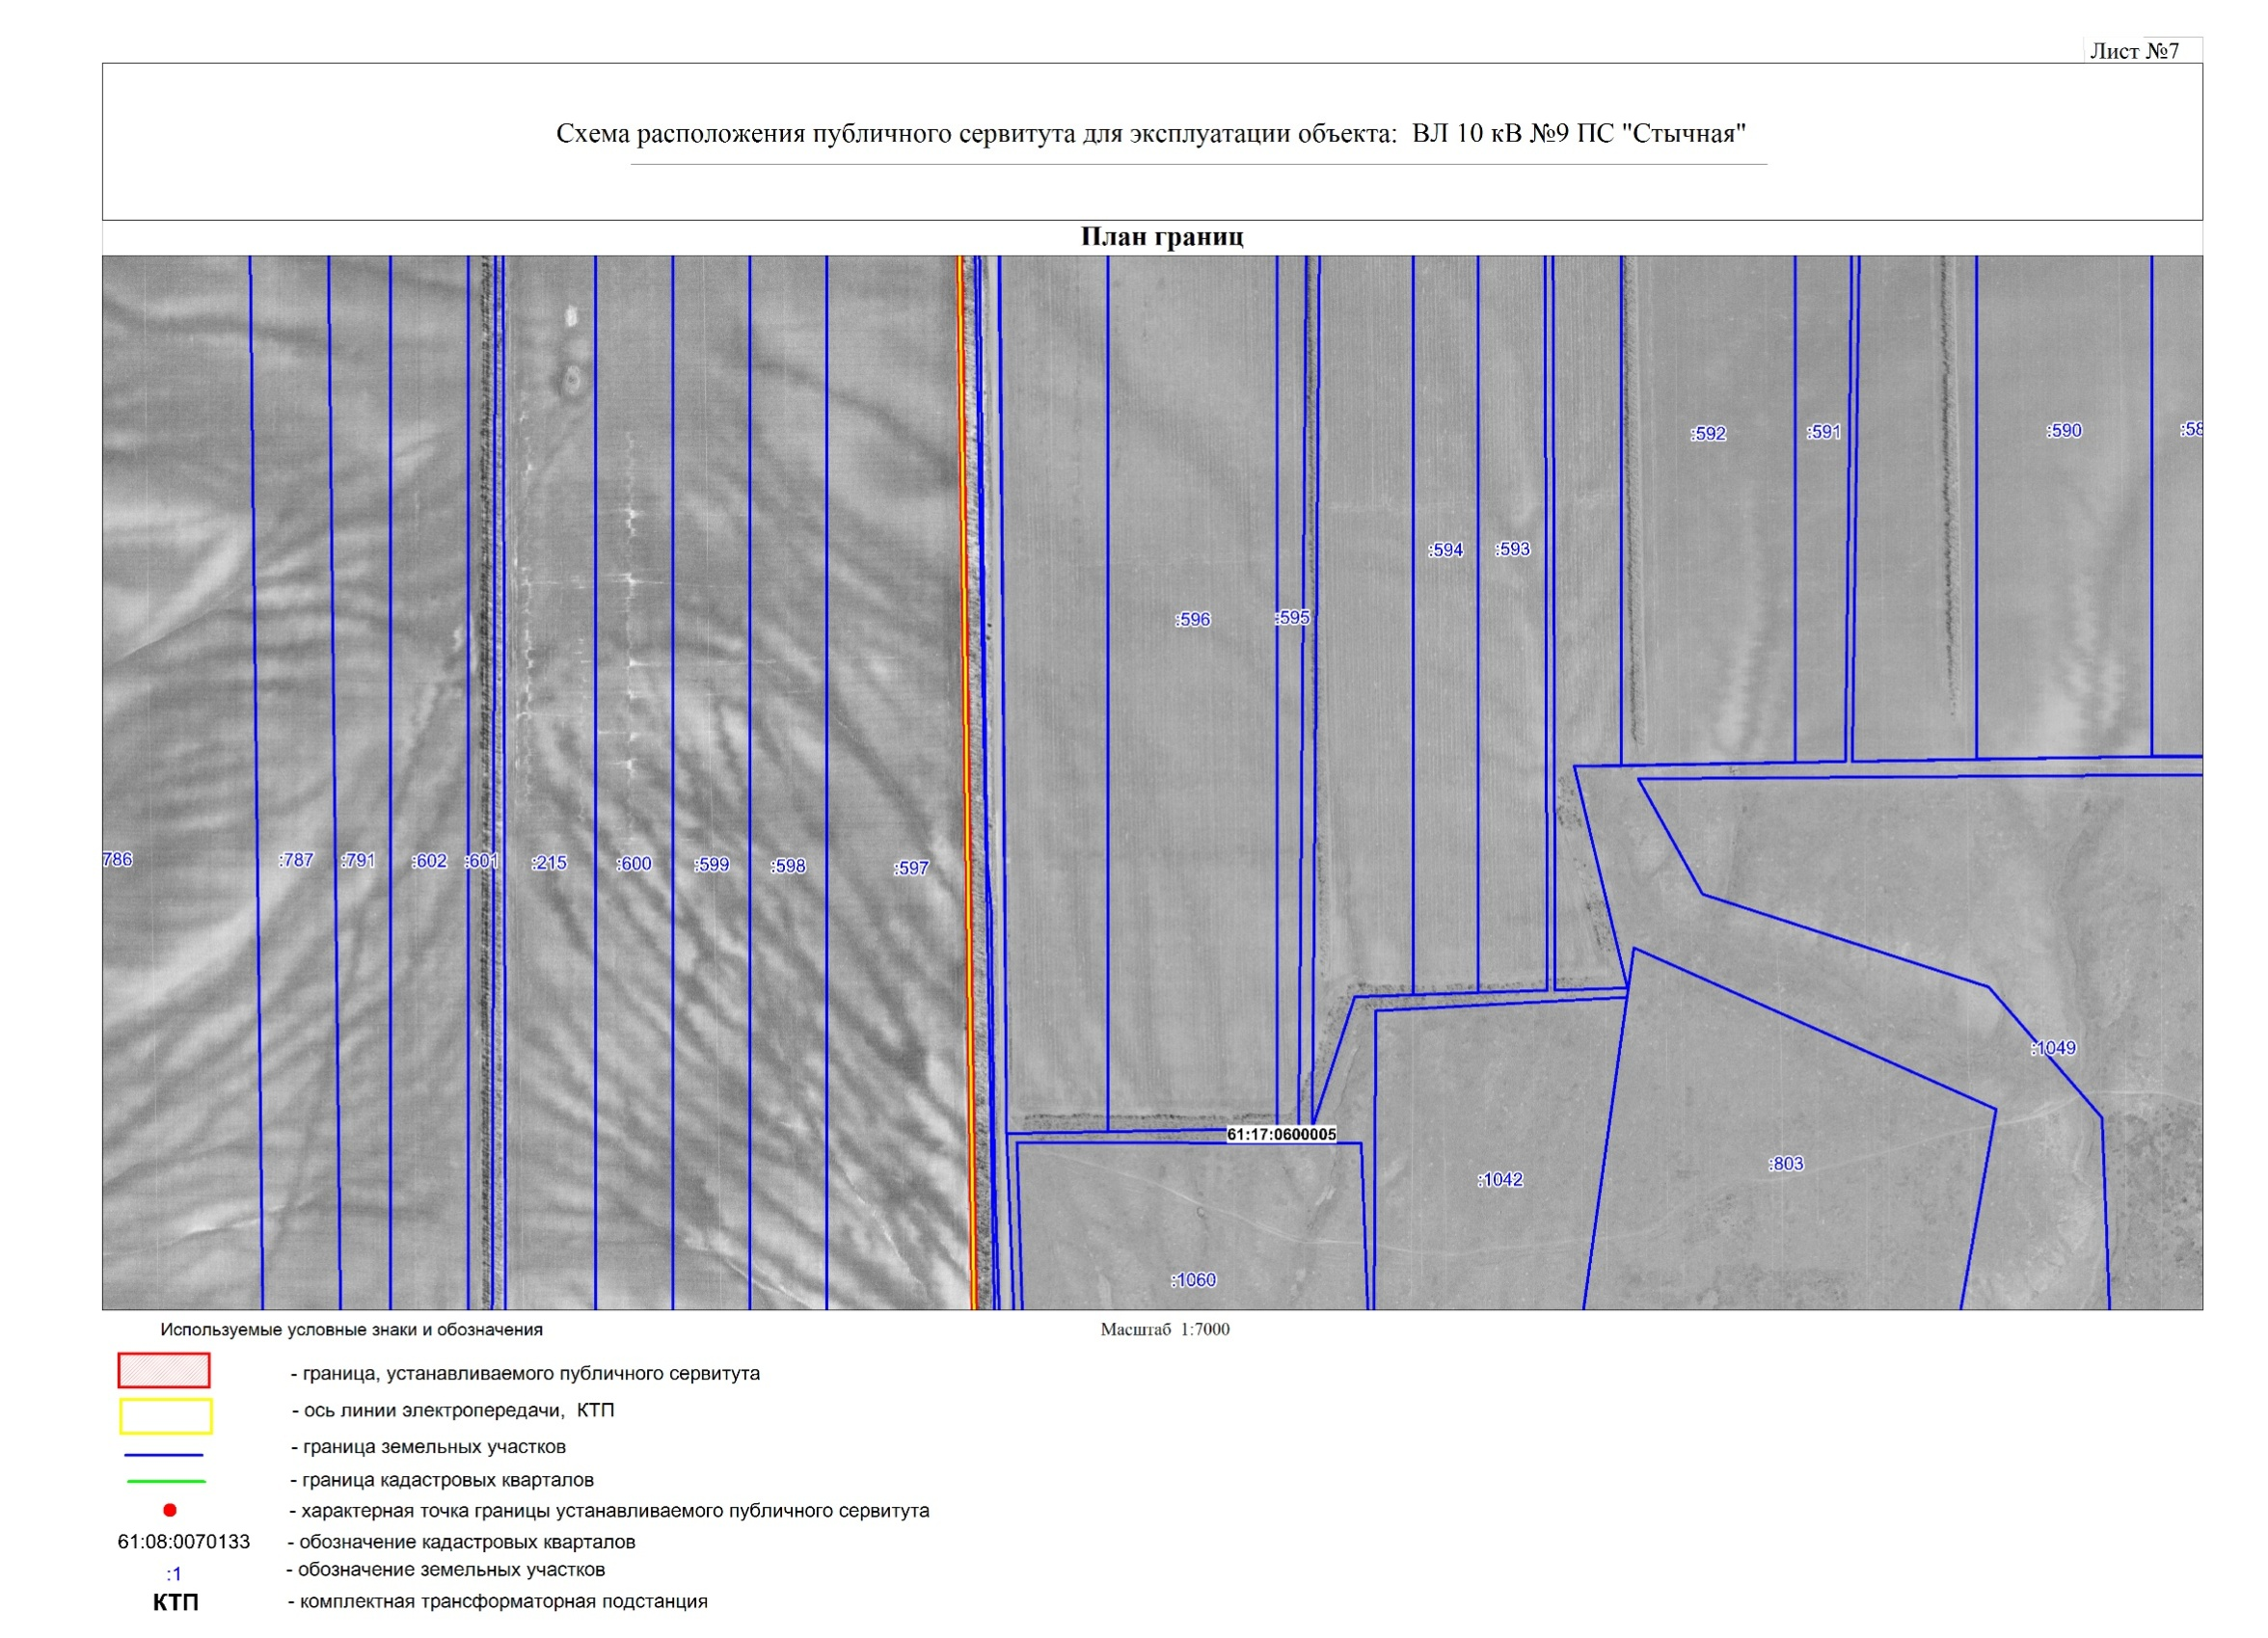 Лист №7
Схема расположения публичного сервитута для эксплуатации объекта: ВЛ 10 кВ №9 ПС "Стычная"
План границ
:592 :591 :590 :58
:594 :593
:596 :595
786 :787 :791 :602 :601 :215 :600 :599 :598 :597
:1049
61:17:0600005
:803
:1042
:1060
Используемые условные знаки и обозначения
Масштаб 1:7000
- граница, устанавливаемого публичного сервитута
- ось линии электропередачи, КТП
- граница земельных участков
- граница кадастровых кварталов
- характерная точка границы устанавливаемого публичного сервитута
61:08:0070133 - обозначение кадастровых кварталов
:1 - обозначение земельных участков
КТП - комплектная трансформаторная подстанция